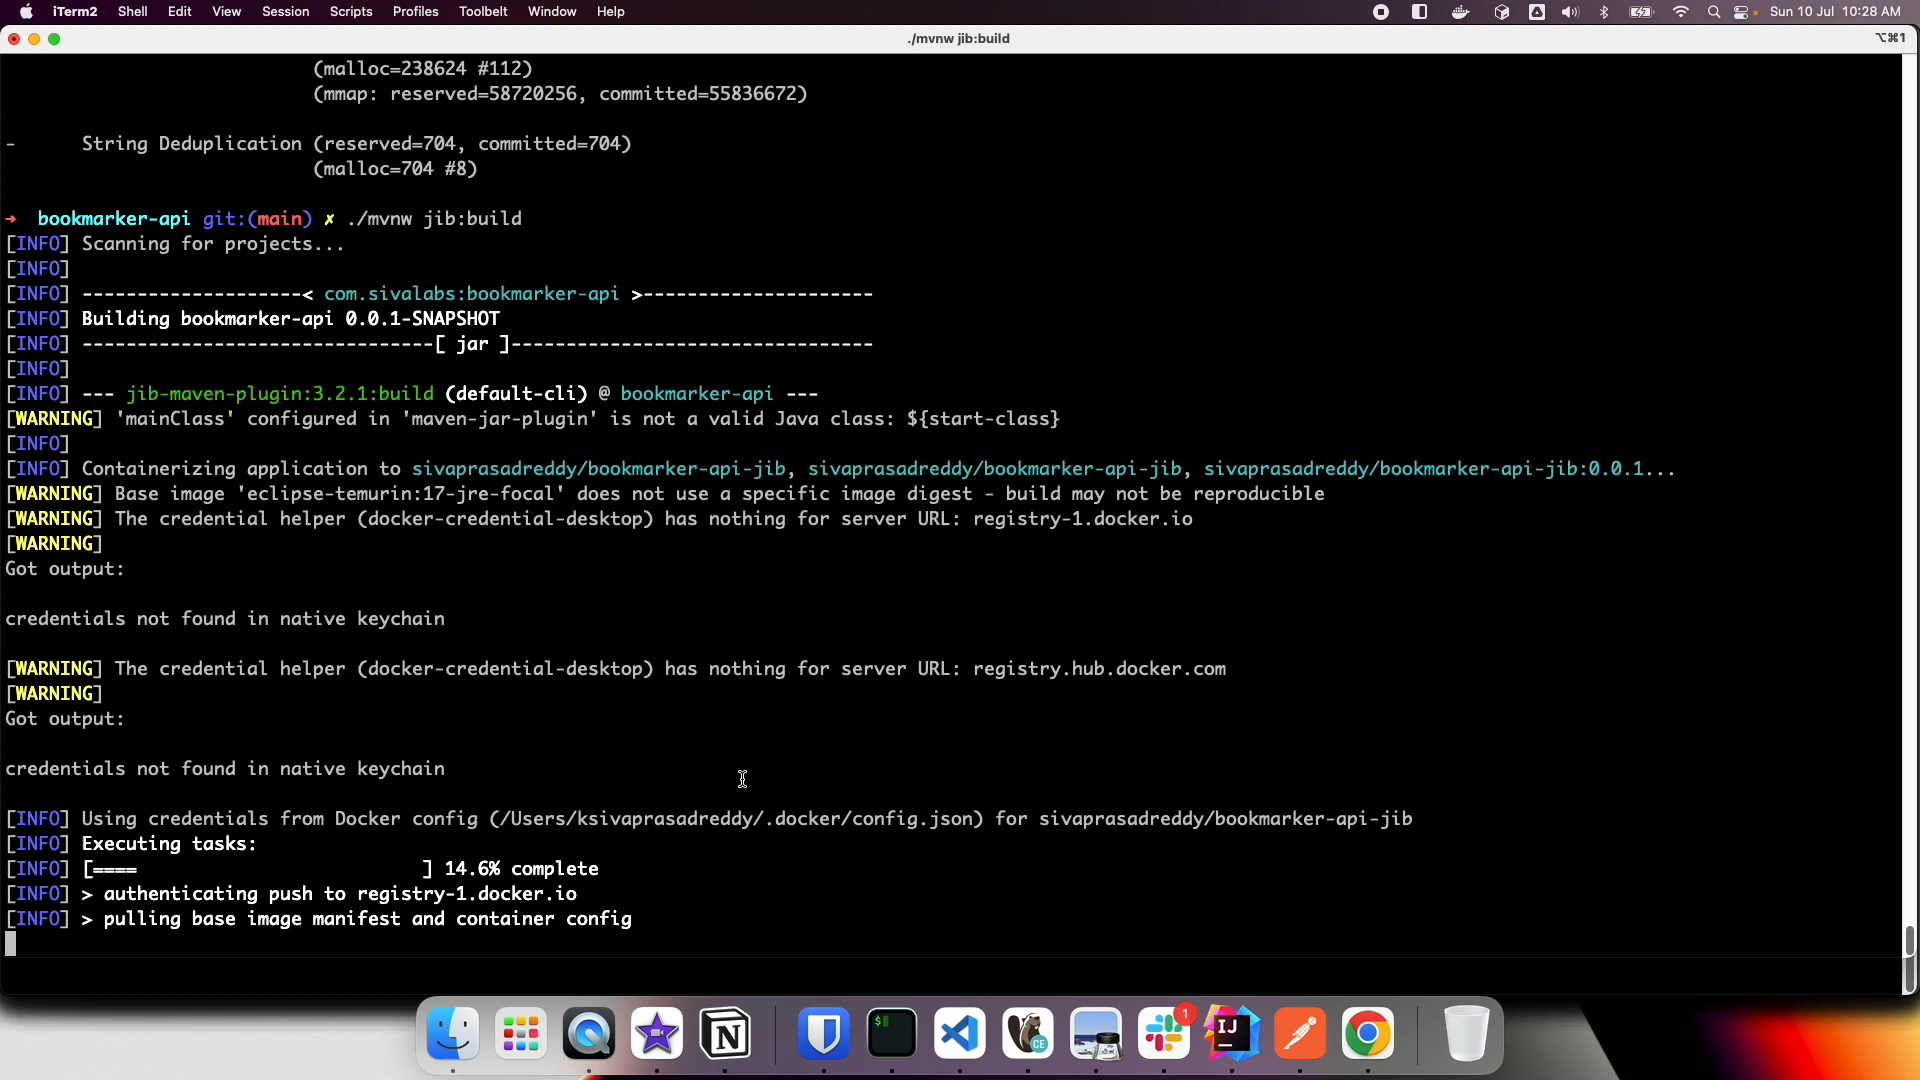 iTerm2 Shell Edit View Session Scripts Profiles Toolbelt Window Help Sun 10 Jul 10:28 AM
./mvnw jib:build ⌥⌘1
(malloc=238624 #112)
(mmap: reserved=58720256, committed=55836672)
- String Deduplication (reserved=704, committed=704)
(malloc=704 #8)
→ bookmarker-api git:(main) ✗ ./mvnw jib:build
[INFO] Scanning for projects...
[INFO]
[INFO] --------------------< com.sivalabs:bookmarker-api >---------------------
[INFO] Building bookmarker-api 0.0.1-SNAPSHOT
[INFO] --------------------------------[ jar ]---------------------------------
[INFO]
[INFO] --- jib-maven-plugin:3.2.1:build (default-cli) @ bookmarker-api ---
[WARNING] 'mainClass' configured in 'maven-jar-plugin' is not a valid Java class: ${start-class}
[INFO]
[INFO] Containerizing application to sivaprasadreddy/bookmarker-api-jib, sivaprasadreddy/bookmarker-api-jib, sivaprasadreddy/bookmarker-api-jib:0.0.1...
[WARNING] Base image 'eclipse-temurin:17-jre-focal' does not use a specific image digest - build may not be reproducible
[WARNING] The credential helper (docker-credential-desktop) has nothing for server URL: registry-1.docker.io
[WARNING]
Got output:
credentials not found in native keychain
[WARNING] The credential helper (docker-credential-desktop) has nothing for server URL: registry.hub.docker.com
[WARNING]
Got output:
credentials not found in native keychain
[INFO] Using credentials from Docker config (/Users/ksivaprasadreddy/.docker/config.json) for sivaprasadreddy/bookmarker-api-jib
[INFO] Executing tasks:
[INFO] [==== ] 14.6% complete
[INFO] > authenticating push to registry-1.docker.io
[INFO] > pulling base image manifest and container config
1
$
CE
IJ